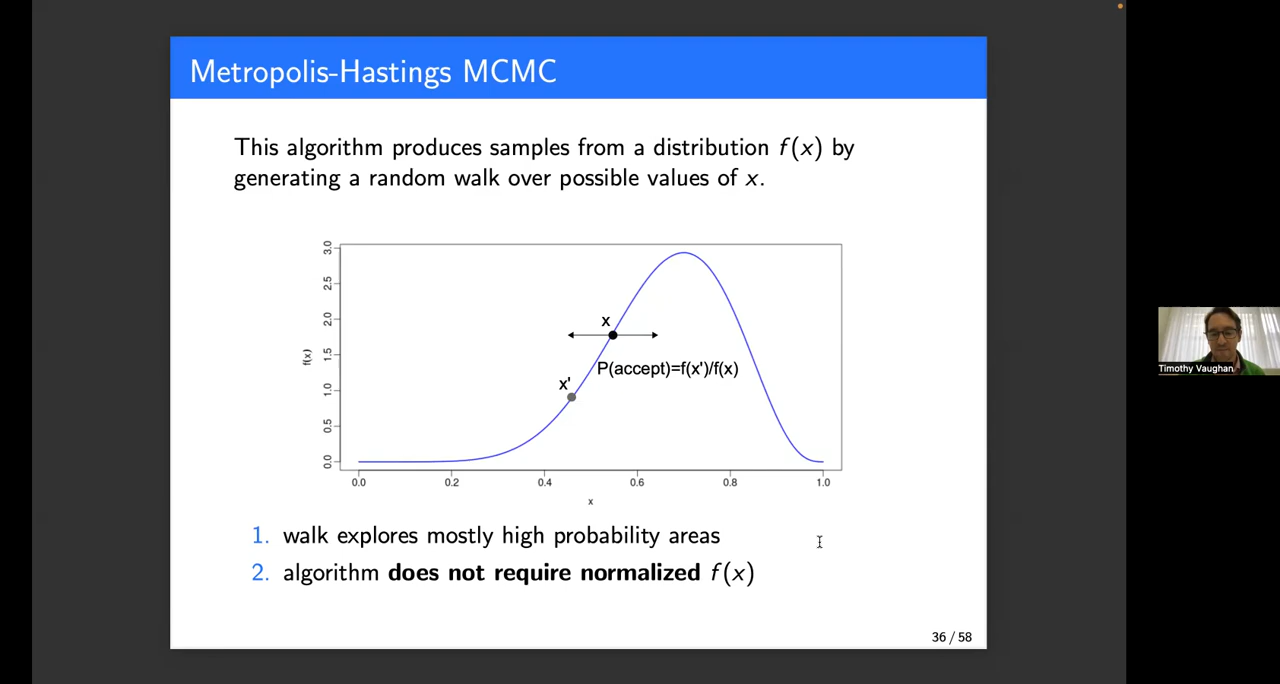 Metropolis-Hastings MCMC
This algorithm produces samples from a distribution f(x) by
generating a random walk over possible values of x.
3.0
2.5
2.0
1.5
1.0
0.5
0.0
f(x)
x
P(accept)=f(x')/f(x)
x'
0.0 0.2 0.4 0.6 0.8 1.0
x
1. walk explores mostly high probability areas
2. algorithm does not require normalized f(x)
36 / 58
Timothy Vaughan